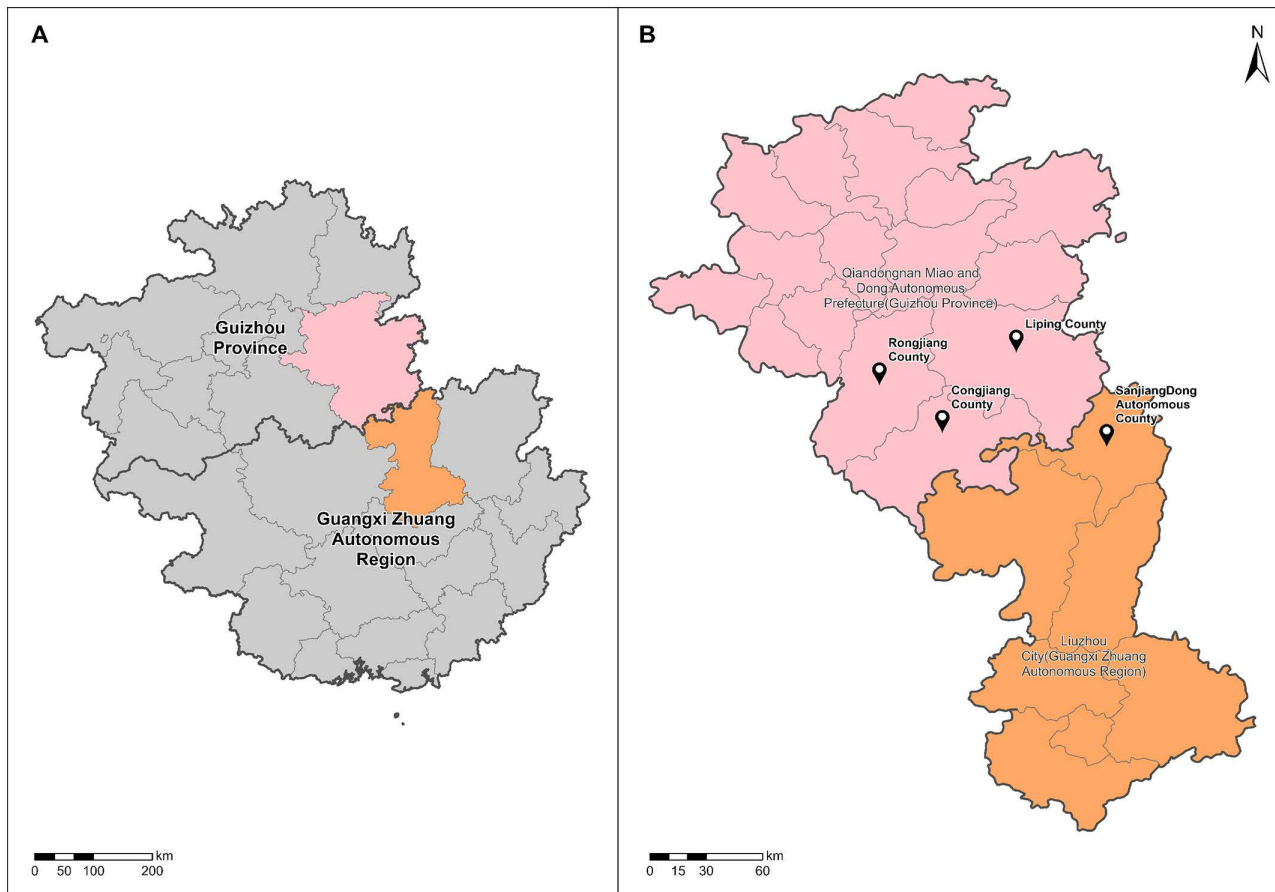 A
Guizhou
Province
Guangxi Zhuang
Autonomous
Region
km
0 50 100 200
B
N
Qiandongnan Miao and
Dong Autonomous
Prefecture(Guizhou Province)
Liping County
Rongjiang
County
Congjiang
County
SanjiangDong
Autonomous
County
Liuzhou
City(Guangxi Zhuang
Autonomous Region)
km
0 15 30 60